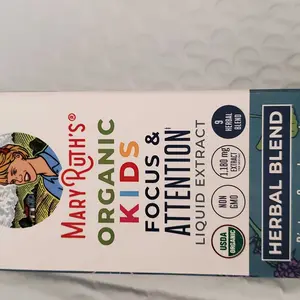 MARYRUTH'S®
ORGANIC
KIDS
FOCUS &
ATTENTION
LIQUID EXTRACT
9
HERBAL
BLEND
1,180 mg
EXTRACT
NON
GMO
USDA
ORGANIC
HERBAL BLEND